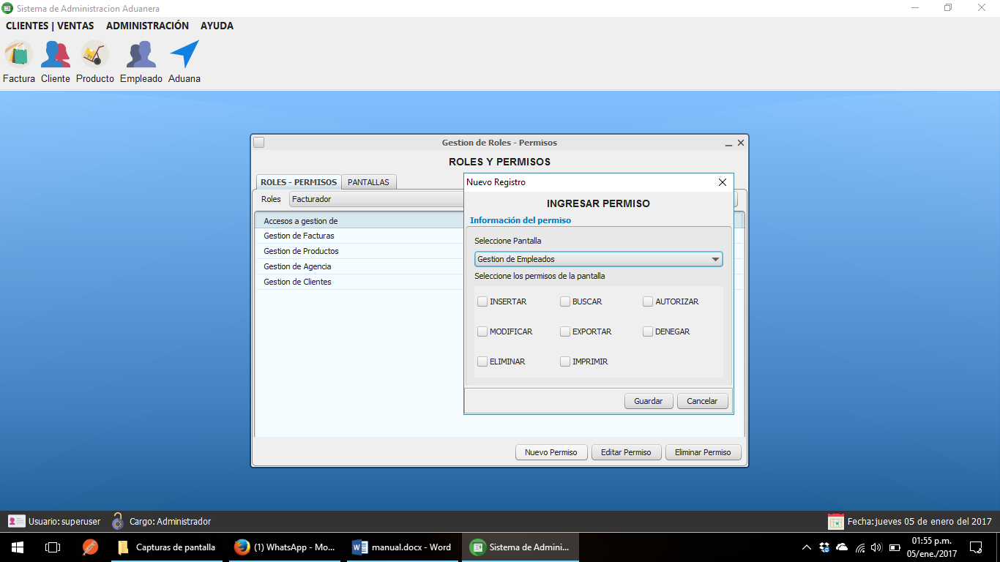 Sistema de Administracion Aduanera
CLIENTES | VENTAS ADMINISTRACIÓN AYUDA
Factura Cliente Producto Empleado Aduana
Gestion de Roles - Permisos
ROLES Y PERMISOS
ROLES - PERMISOS PANTALLAS
Roles Facturador
Accesos a gestion de
Gestion de Facturas
Gestion de Productos
Gestion de Agencia
Gestion de Clientes
Nuevo Registro
INGRESAR PERMISO
Información del permiso
Seleccione Pantalla
Gestion de Empleados
Seleccione los permisos de la pantalla
INSERTAR BUSCAR AUTORIZAR
MODIFICAR EXPORTAR DENEGAR
ELIMINAR IMPRIMIR
Guardar Cancelar
Nuevo Permiso Editar Permiso Eliminar Permiso
Usuario: superuser Cargo: Administrador Fecha: jueves 05 de enero del 2017
Capturas de pantalla (1) WhatsApp - Mo... manual.docx - Word Sistema de Admini... 01:55 p.m.
05/ene./2017